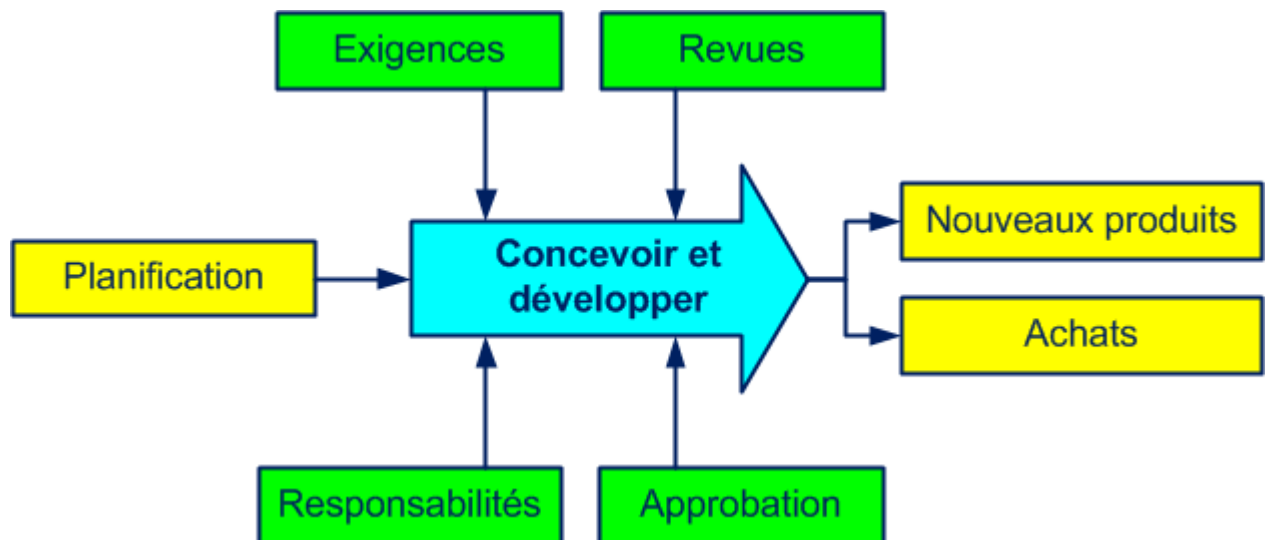 Exigences
Revues
Planification
Concevoir et
développer
Nouveaux produits
Achats
Responsabilités
Approbation